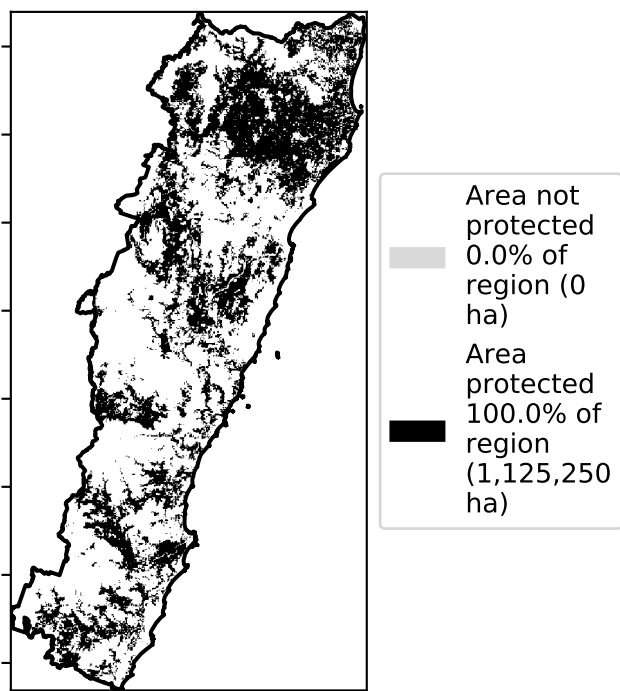 Area not
protected
0.0% of
region (0
ha)
Area
protected
100.0% of
region
(1,125,250
ha)